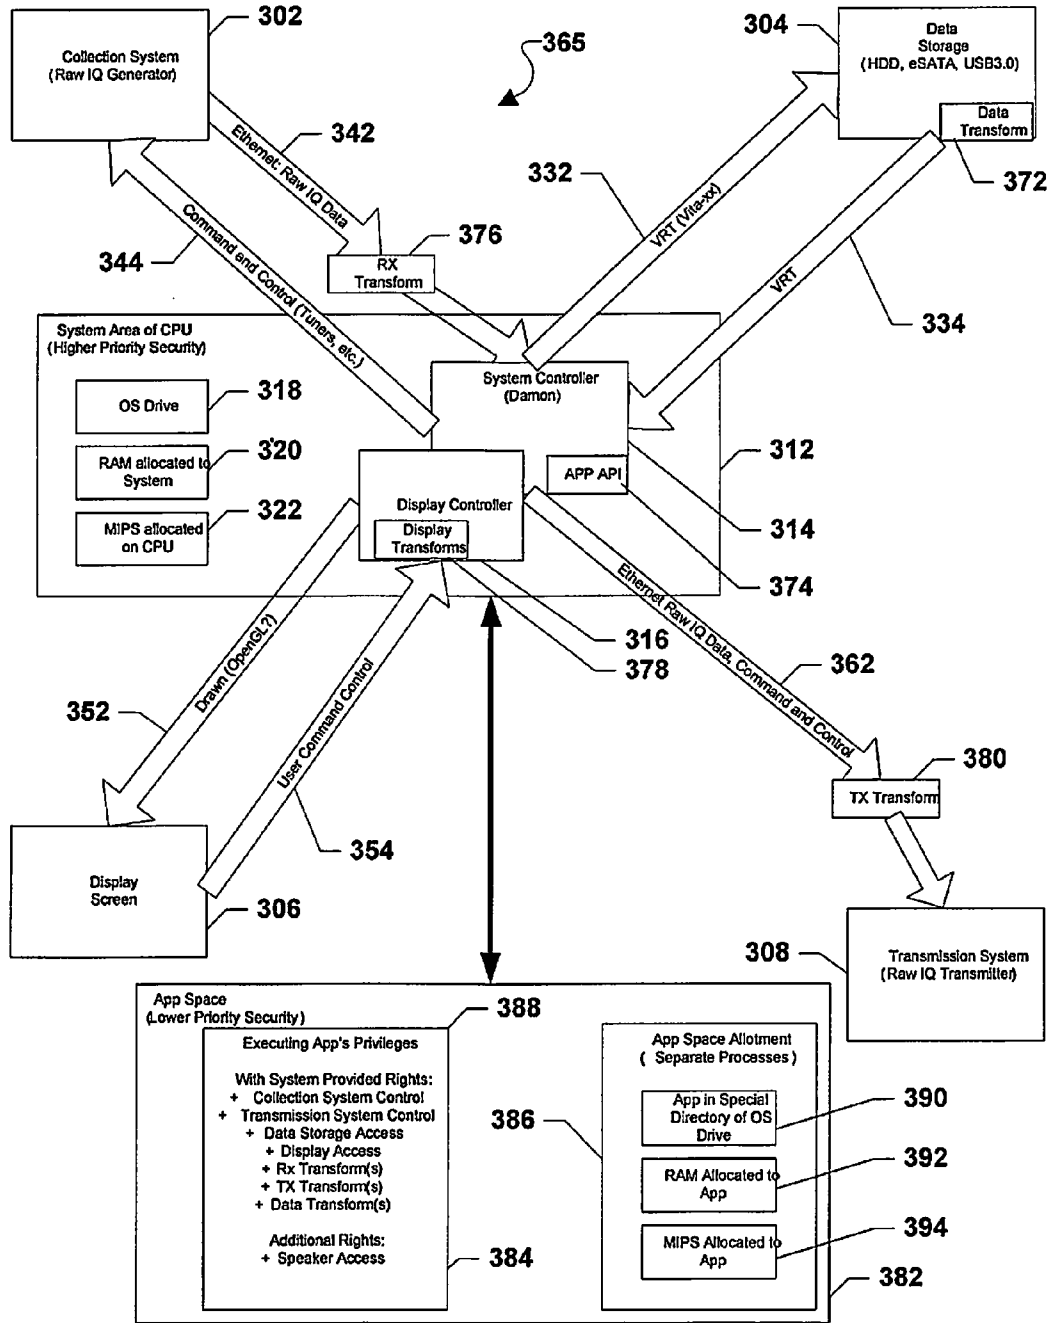 302
Collection System
(Raw IQ Generator)
365
304
Data
Storage
(HDD, eSATA, USB3.0)
Data
Transform
372
342
Ethernet: Raw IQ Data
332
VRT (Vita-xx)
376
RX
Transform
344
Command and Control (Tuners, etc.)
VRT
334
System Area of CPU
(Higher Priority Security)
OS Drive
318
RAM allocated to
System
320
MIPS allocated
on CPU
322
System Controller
(Damon)
312
APP API
314
374
Display Controller
Display
Transforms
316
378
Ethernet Raw IQ Data, Command and Control
362
352
Drawn (OpenGL?)
User Command Control
354
380
TX Transform
Display
Screen
306
308
Transmission System
(Raw IQ Transmitter)
App Space
(Lower Priority Security)
388
Executing App's Privileges
With System Provided Rights:
+ Collection System Control
+ Transmission System Control
+ Data Storage Access
+ Display Access
+ Rx Transform(s)
+ TX Transform(s)
+ Data Transform(s)
Additional Rights:
+ Speaker Access
384
386
App Space Allotment
( Separate Processes)
App in Special
Directory of OS
Drive
390
RAM Allocated to
App
392
MIPS Allocated to
App
394
382